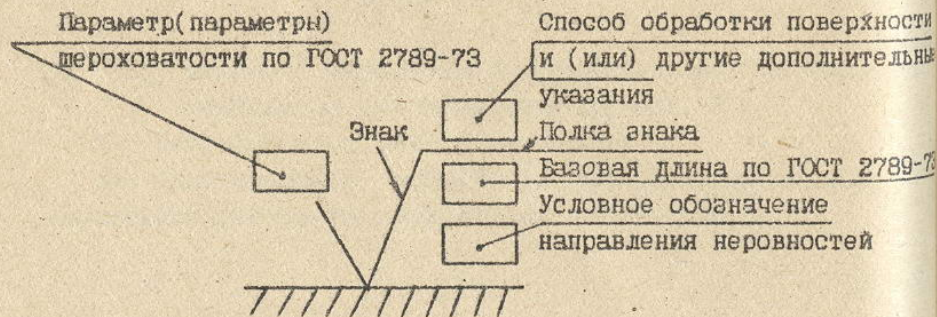 Параметр(параметры)
шероховатости по ГОСТ 2789-73
Способ обработки поверхности
и (или) другие дополнительны
указания
Знак
Полка знака
Базовая длина по ГОСТ 2789-73
Условное обозначение
направления неровностей